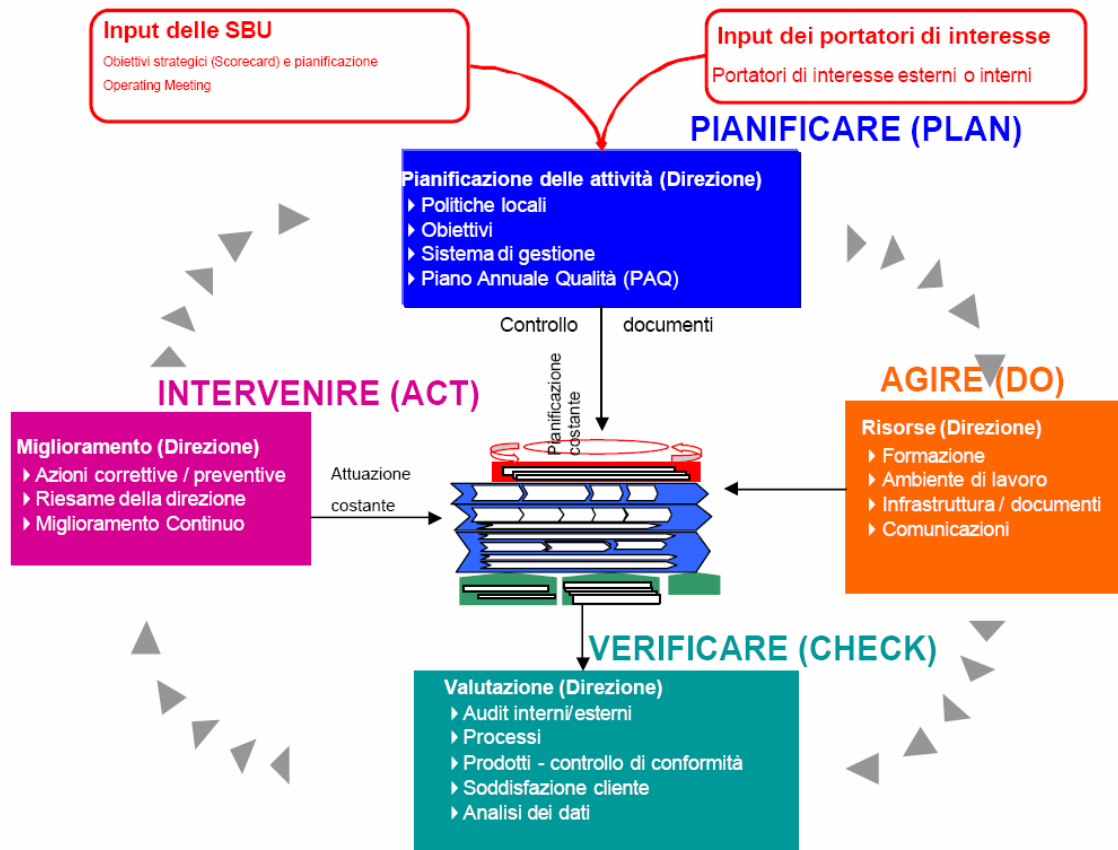 Input delle SBU
Obiettivi strategici (Scorecard) e pianificazione
Operating Meeting
Input dei portatori di interesse
Portatori di interesse esterni o interni
PIANIFICARE (PLAN)
Pianificazione delle attività (Direzione)
Politiche locali
Obiettivi
Sistema di gestione
Piano Annuale Qualità (PAQ)
Controllo documenti
Pianificazione
costante
INTERVENIRE (ACT)
Miglioramento (Direzione)
Azioni correttive / preventive
Riesame della direzione
Miglioramento Continuo
Attuazione
costante
AGIRE (DO)
Risorse (Direzione)
Formazione
Ambiente di lavoro
Infrastruttura / documenti
Comunicazioni
VERIFICARE (CHECK)
Valutazione (Direzione)
Audit interni/esterni
Processi
Prodotti - controllo di conformità
Soddisfazione cliente
Analisi dei dati